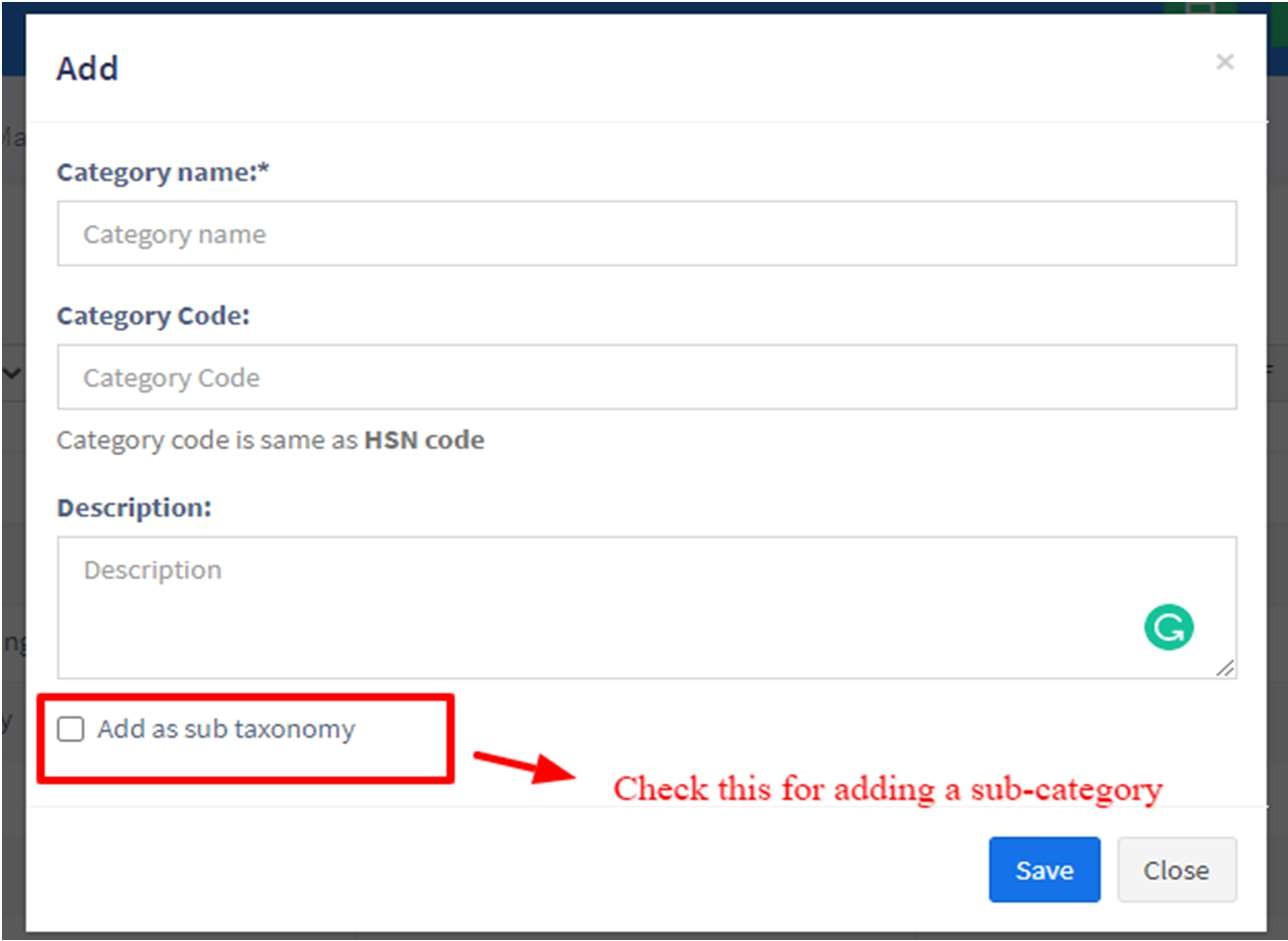 Add
×
Category name:*
Category name
Category Code:
Category Code
Category code is same as HSN code
Description:
Description
Add as sub taxonomy
Check this for adding a sub-category
Save
Close